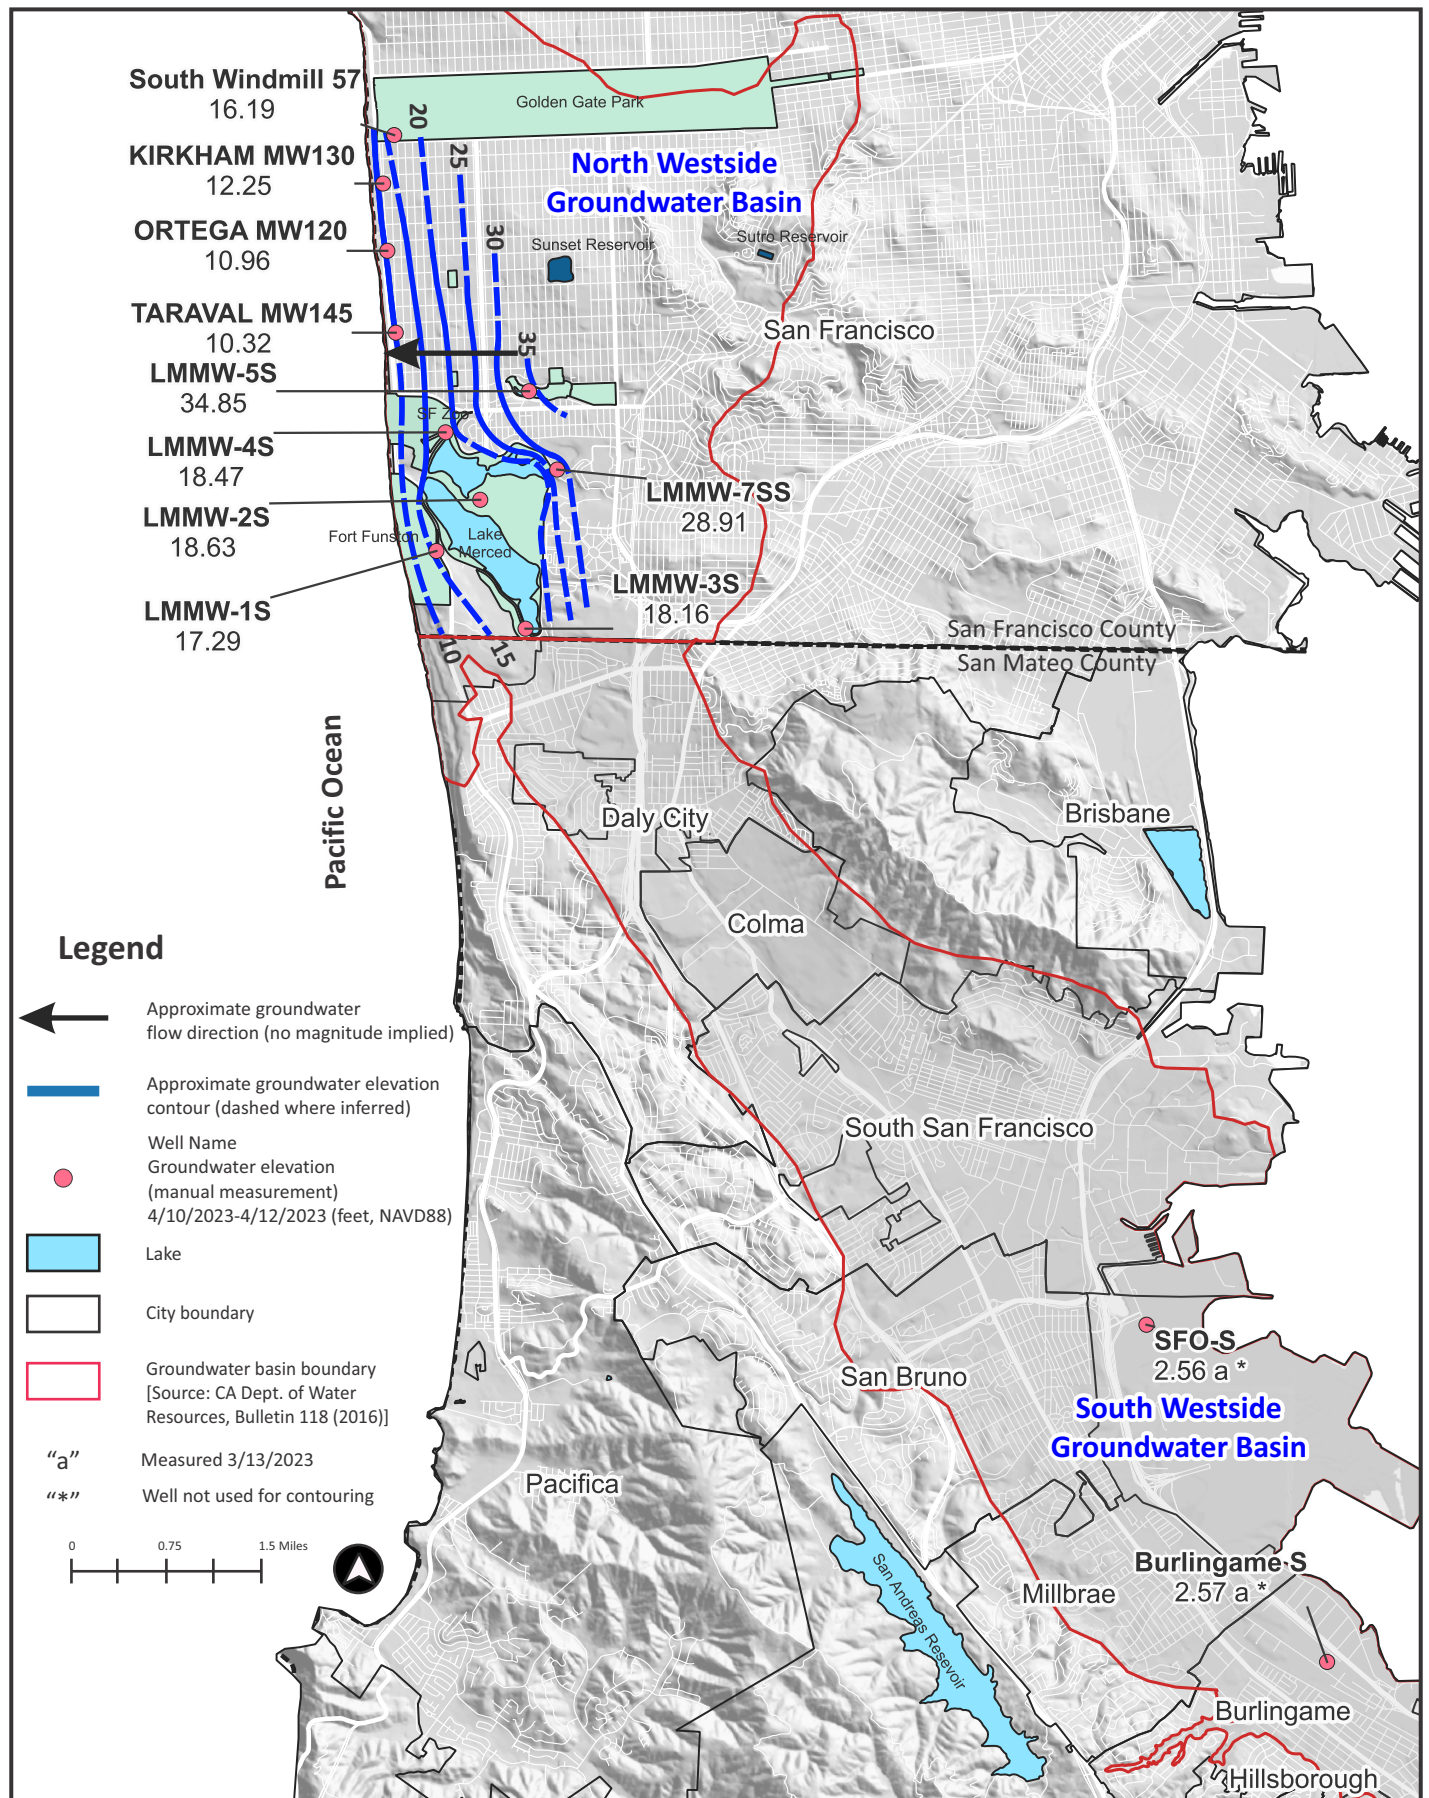 South Windmill 57
16.19
KIRKHAM MW130
12.25
ORTEGA MW120
10.96
TARAVAL MW145
10.32
LMMW-5S
34.85
LMMW-4S
18.47
LMMW-2S
18.63
LMMW-1S
17.29
LMMW-7SS
28.91
LMMW-3S
18.16
20
25
30
35
10
15
Golden Gate Park
North Westside
Groundwater Basin
Sunset Reservoir
Sutro Reservoir
San Francisco
SF Zoo
Fort Funston
Lake
Merced
San Francisco County
San Mateo County
Pacific Ocean
Daly City
Brisbane
Colma
South San Francisco
SFO-S
2.56 a *
San Bruno
South Westside
Groundwater Basin
Pacifica
San Andreas Resevoir
Burlingame-S
2.57 a *
Millbrae
Burlingame
Hillsborough
Legend
Approximate groundwater
flow direction (no magnitude implied)
Approximate groundwater elevation
contour (dashed where inferred)
Well Name
Groundwater elevation
(manual measurement)
4/10/2023-4/12/2023 (feet, NAVD88)
Lake
City boundary
Groundwater basin boundary
[Source: CA Dept. of Water
Resources, Bulletin 118 (2016)]
“a” Measured 3/13/2023
“*” Well not used for contouring
0 0.75 1.5 Miles